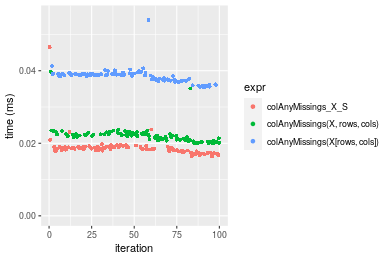 time (ms)
0.04
0.02
0.00
0
25
50
75
100
iteration
expr
colAnyMissings_X_S
colAnyMissings(X, rows, cols)
colAnyMissings(X[rows, cols])